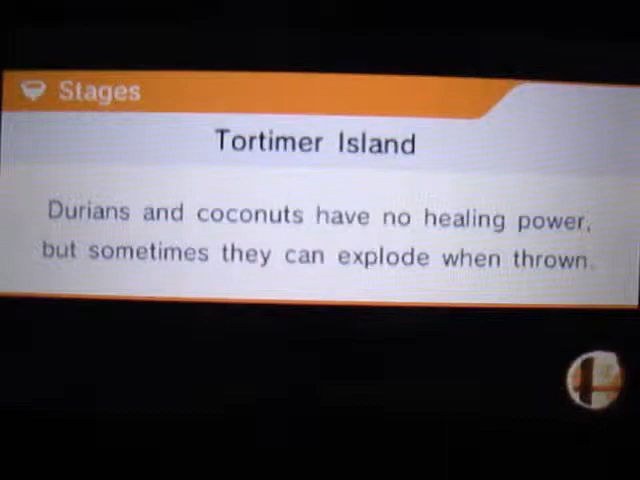 Stages
Tortimer Island
Durians and coconuts have no healing power,
but sometimes they can explode when thrown.